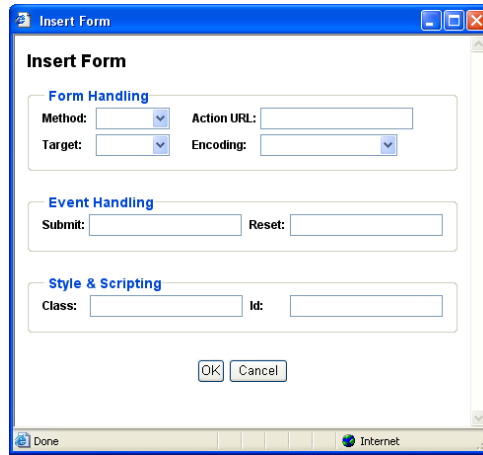 Insert Form
Insert Form
Form Handling
Method: Action URL:
Target: Encoding:
Event Handling
Submit: Reset:
Style & Scripting
Class: Id:
OK Cancel
Done Internet